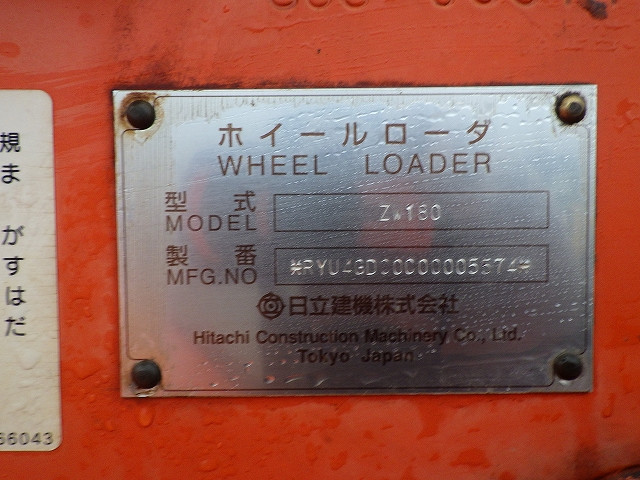 ホイールローダ
WHEEL LOADER
型式
MODEL
ZW180
製番
MFG.NO
日立建機株式会社
Hitachi Construction Machinery Co., Ltd.
Tokyo Japan
規
ま
がすはだ
66043